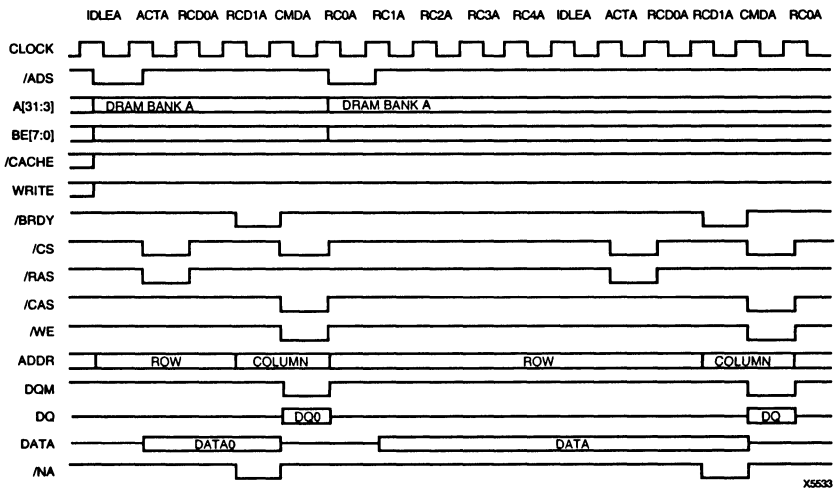 IDLEA ACTA RCD0A RCD1A CMDA RC0A RC1A RC2A RC3A RC4A IDLEA ACTA RCD0A RCD1A CMDA RC0A
CLOCK
/ADS
A[31:3] DRAM BANK A DRAM BANK A
BE[7:0]
/CACHE
WRITE
/BRDY
/CS
/RAS
/CAS
/WE
ADDR ROW COLUMN ROW COLUMN
DQM
DQ DQ0 DQ
DATA DATA0 DATA
/NA
X5533